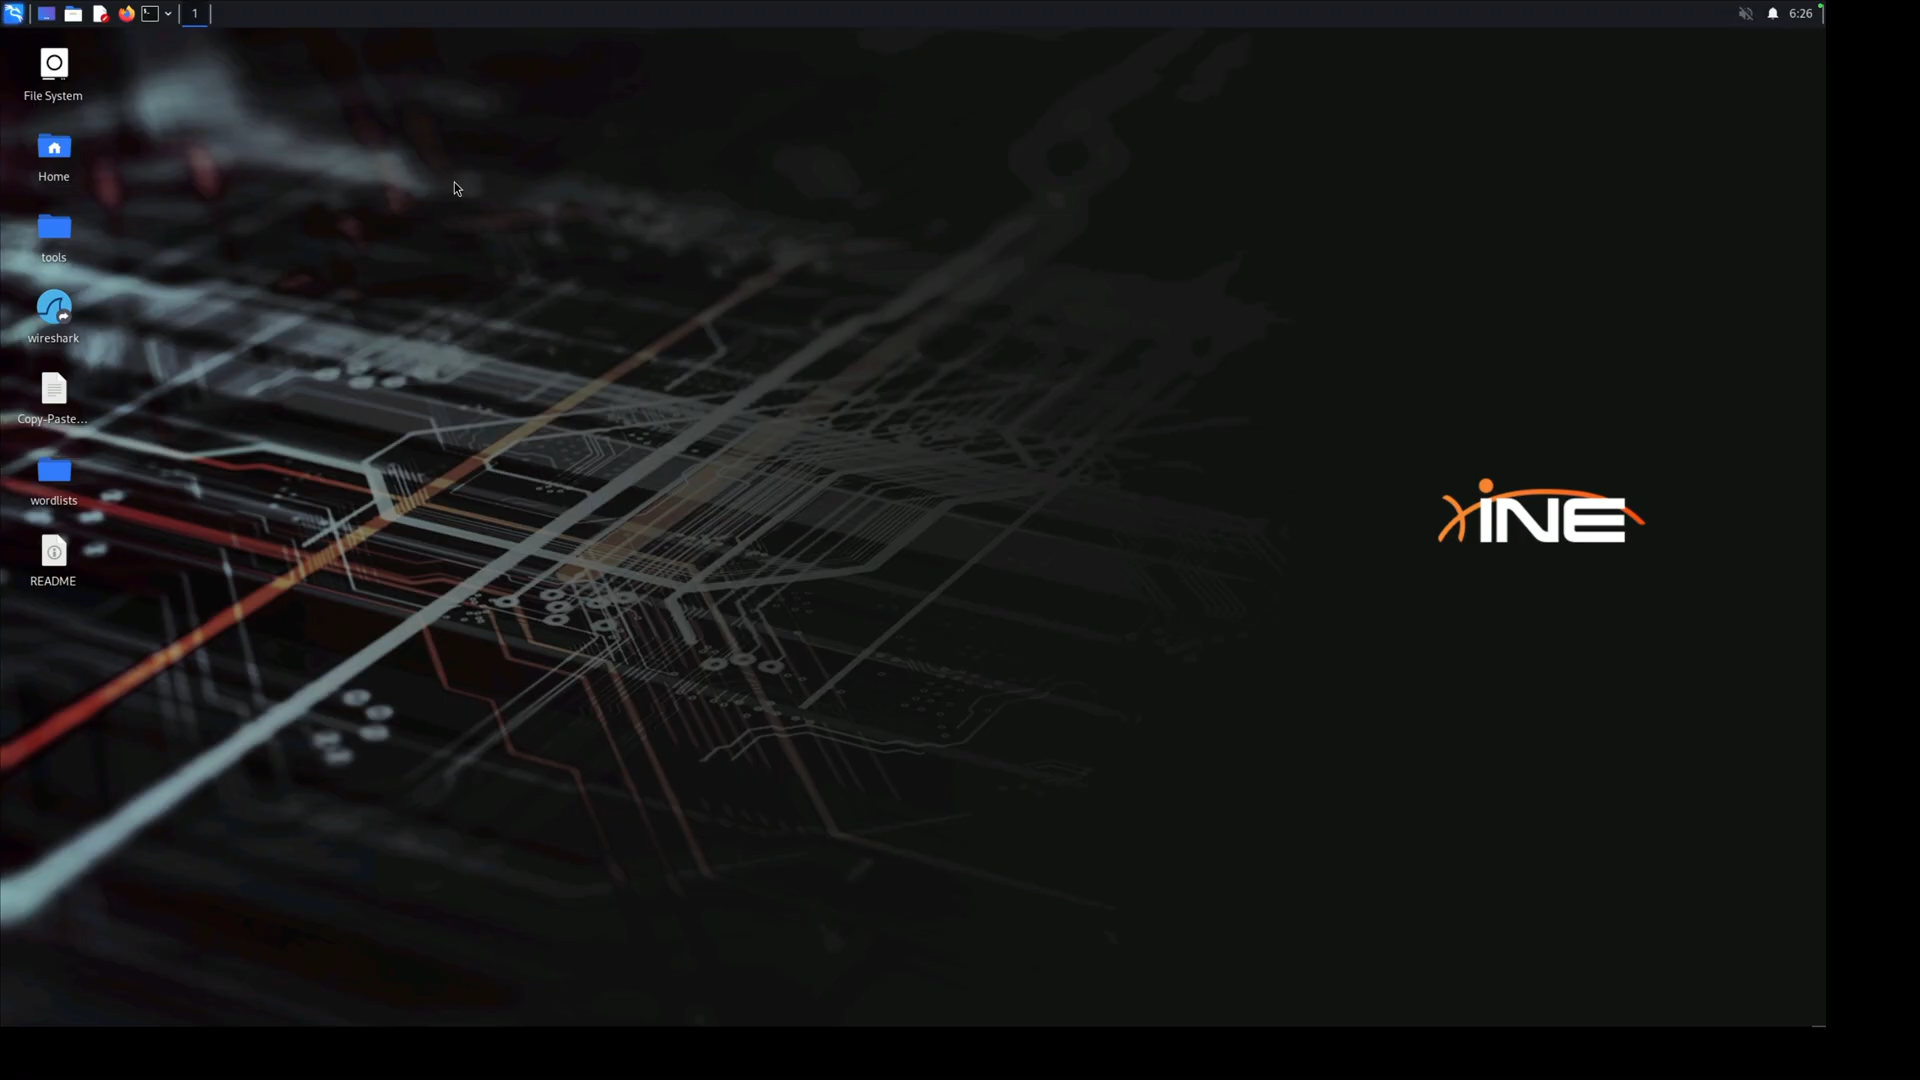 1
6:26
File System
Home
tools
wireshark
Copy-Paste...
wordlists
README
INE